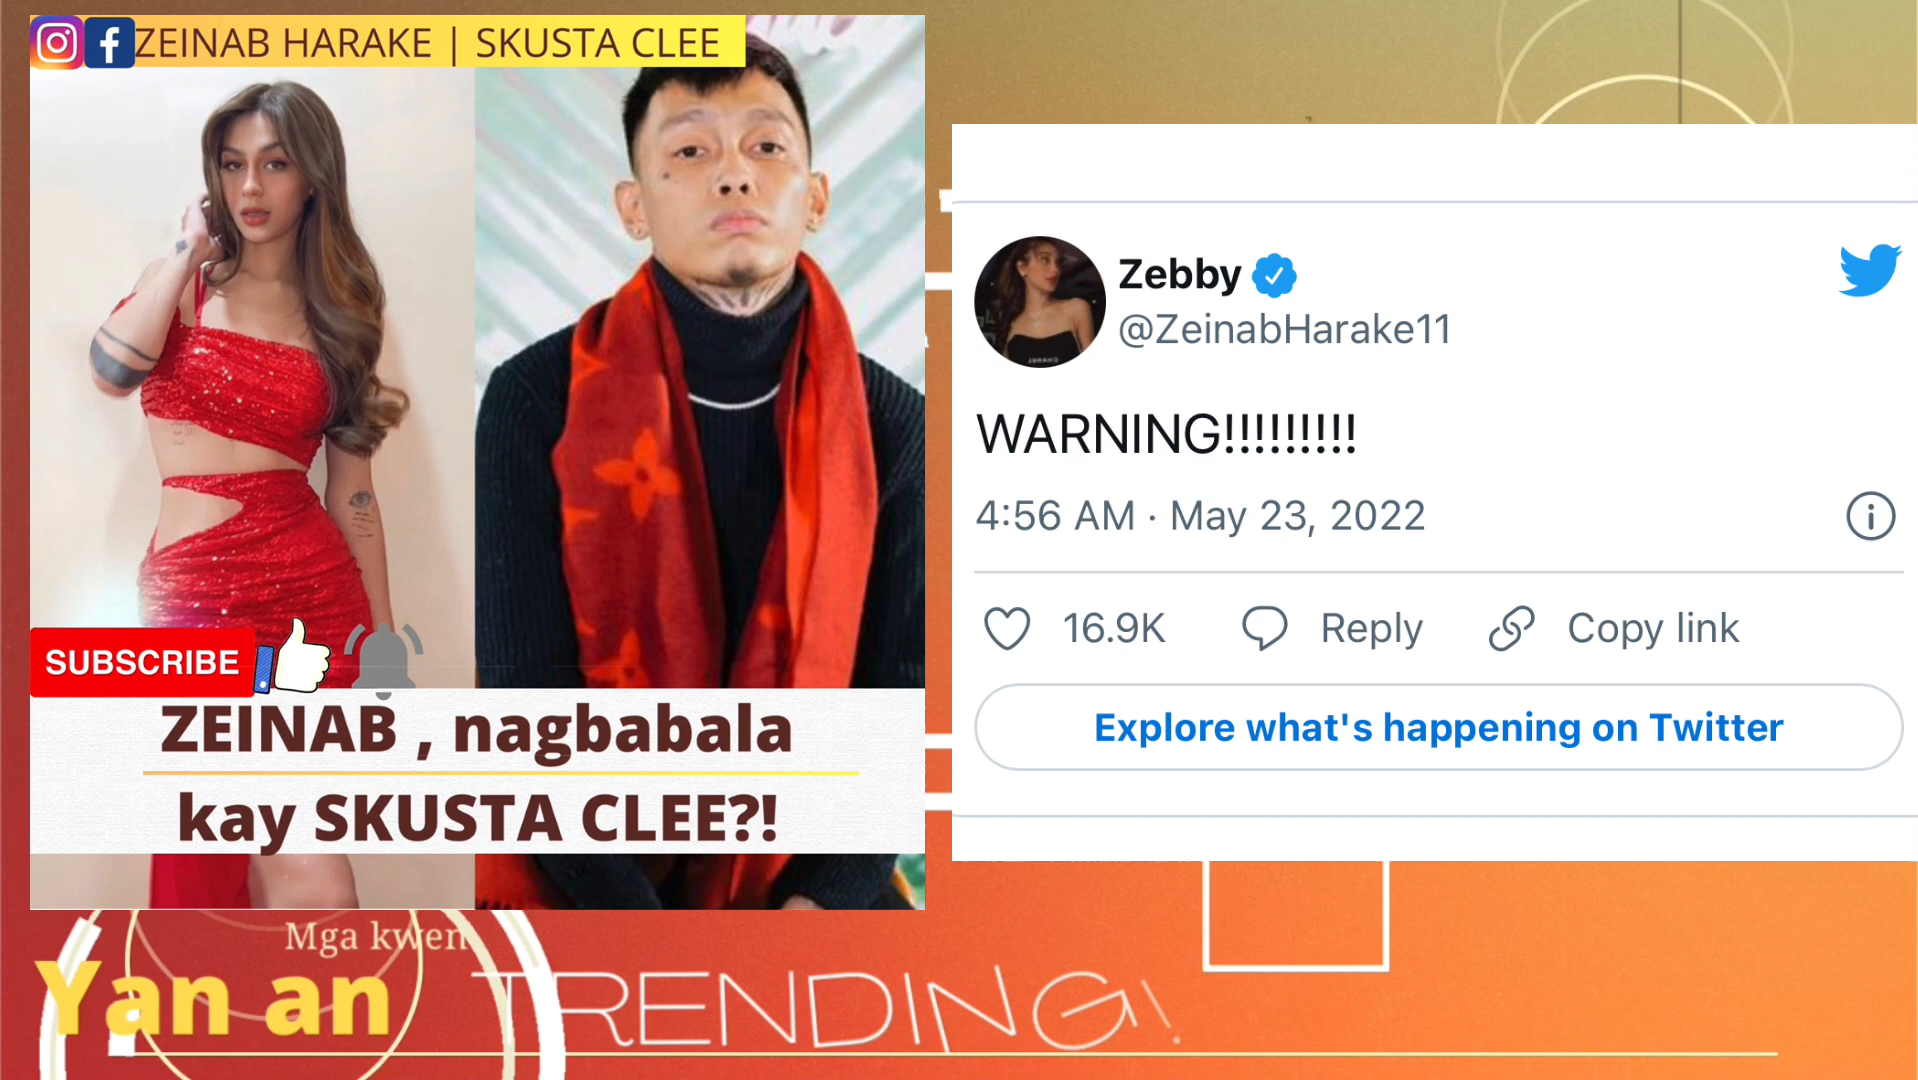 ZEINAB HARAKE | SKUSTA CLEE
SUBSCRIBE
ZEINAB , nagbabala
kay SKUSTA CLEE?!
Zebby
@ZeinabHarake11
WARNING!!!!!!!!!
4:56 AM · May 23, 2022
16.9K Reply Copy link
Explore what's happening on Twitter
Mga kwen
Yan an
TRENDING!